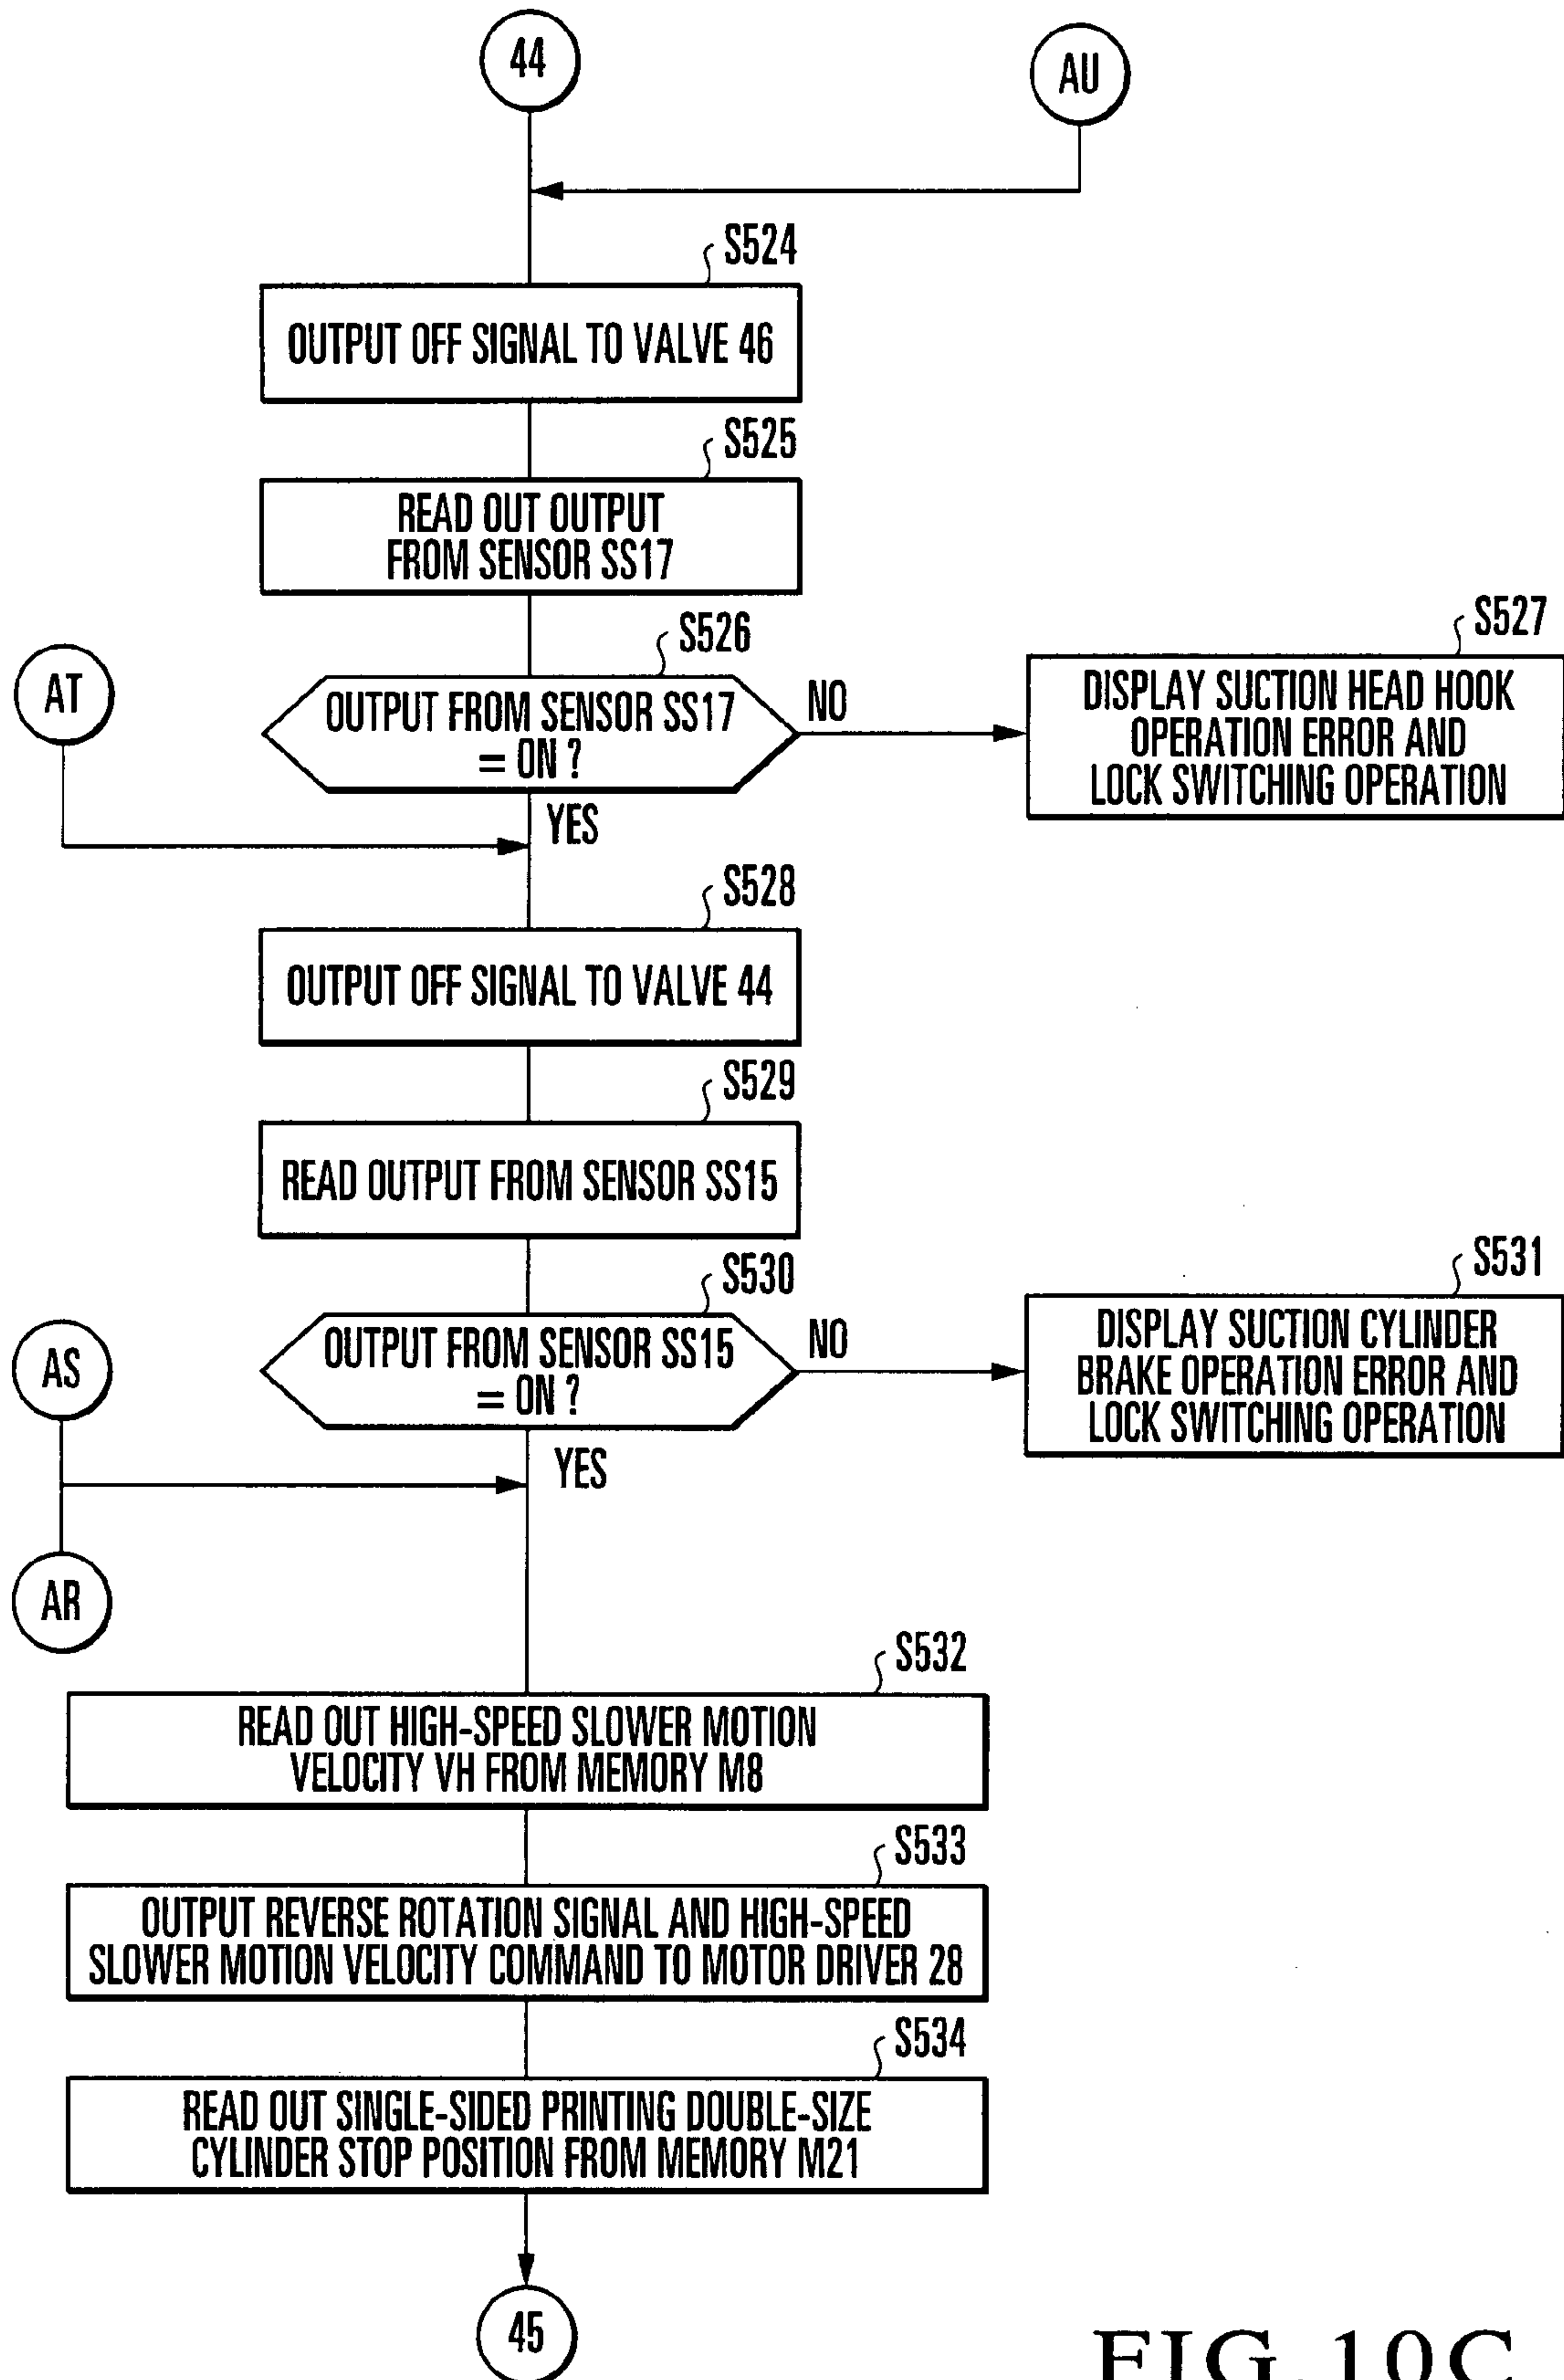 44
AU
S524
OUTPUT OFF SIGNAL TO VALVE 46
S525
READ OUT OUTPUT
FROM SENSOR SS17
S526
OUTPUT FROM SENSOR SS17
= ON ?
NO
YES
S527
DISPLAY SUCTION HEAD HOOK
OPERATION ERROR AND
LOCK SWITCHING OPERATION
AT
S528
OUTPUT OFF SIGNAL TO VALVE 44
S529
READ OUTPUT FROM SENSOR SS15
S530
OUTPUT FROM SENSOR SS15
= ON ?
NO
YES
S531
DISPLAY SUCTION CYLINDER
BRAKE OPERATION ERROR AND
LOCK SWITCHING OPERATION
AS
AR
S532
READ OUT HIGH-SPEED SLOWER MOTION
VELOCITY VH FROM MEMORY M8
S533
OUTPUT REVERSE ROTATION SIGNAL AND HIGH-SPEED
SLOWER MOTION VELOCITY COMMAND TO MOTOR DRIVER 28
S534
READ OUT SINGLE-SIDED PRINTING DOUBLE-SIZE
CYLINDER STOP POSITION FROM MEMORY M21
45
FIG. 10C